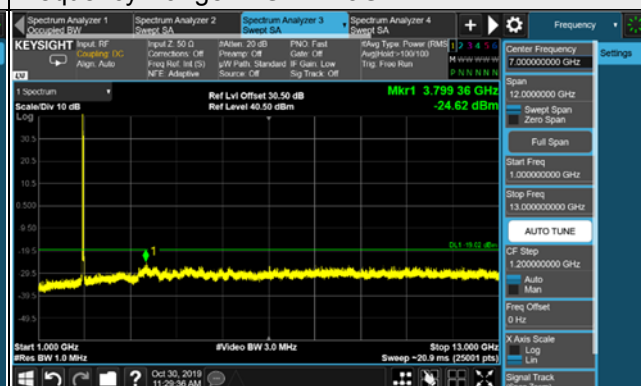 Spectrum Analyzer 1
Occupied BW
Spectrum Analyzer 2
Swept SA
Spectrum Analyzer 3
Swept SA
Spectrum Analyzer 4
Swept SA
Frequency
KEYSIGHT
Input: RF
Coupling: DC
Align: Auto
Input Z: 50 Ω
Corrections: Off
Freq Ref: Int (S)
NFE: Adaptive
#Atten: 20 dB
Preamp: Off
µW Path: Standard
Source: Off
PNO: Fast
Gate: Off
IF Gain: Low
Sig Track: Off
#Avg Type: Power (RMS)
Avg|Hold:>100/100
Trig: Free Run
1 2 3 4 5 6
M W W W W W
P N N N N N
LV
1 Spectrum
Scale/Div 10 dB
Ref Lvl Offset 30.50 dB
Ref Level 40.50 dBm
Mkr1 3.799 36 GHz
-24.62 dBm
Log
30.5
20.5
10.5
0.500
-9.50
-19.5
-29.5
-39.5
-49.5
1
Start 1.000 GHz
#Res BW 1.0 MHz
#Video BW 3.0 MHz
Stop 13.000 GHz
Sweep ~20.9 ms (25001 pts)
Oct 30, 2019
11:29:36 AM
Center Frequency
7.000000000 GHz
Settings
Span
12.0000000 GHz
Swept Span
Zero Span
Full Span
Start Freq
1.000000000 GHz
Stop Freq
13.000000000 GHz
AUTO TUNE
CF Step
1.200000000 GHz
Auto
Man
Freq Offset
0 Hz
X Axis Scale
Log
Lin
Signal Track